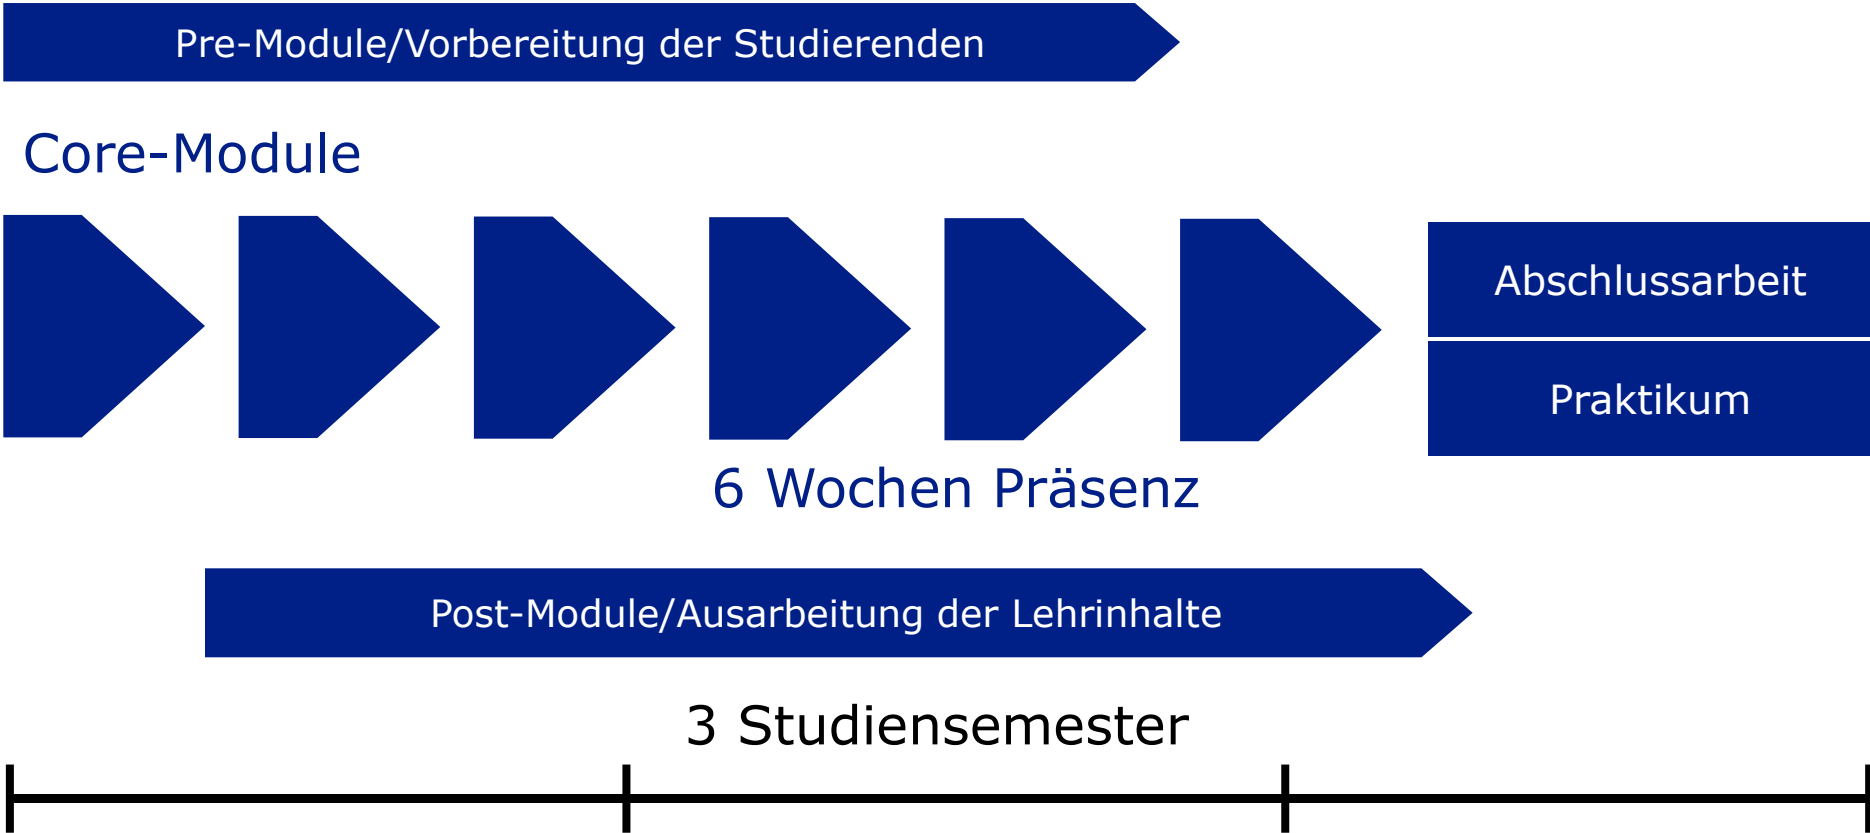 Pre-Module/Vorbereitung der Studierenden
Core-Module
Abschlussarbeit
Praktikum
6 Wochen Präsenz
Post-Module/Ausarbeitung der Lehrinhalte
3 Studiensemester